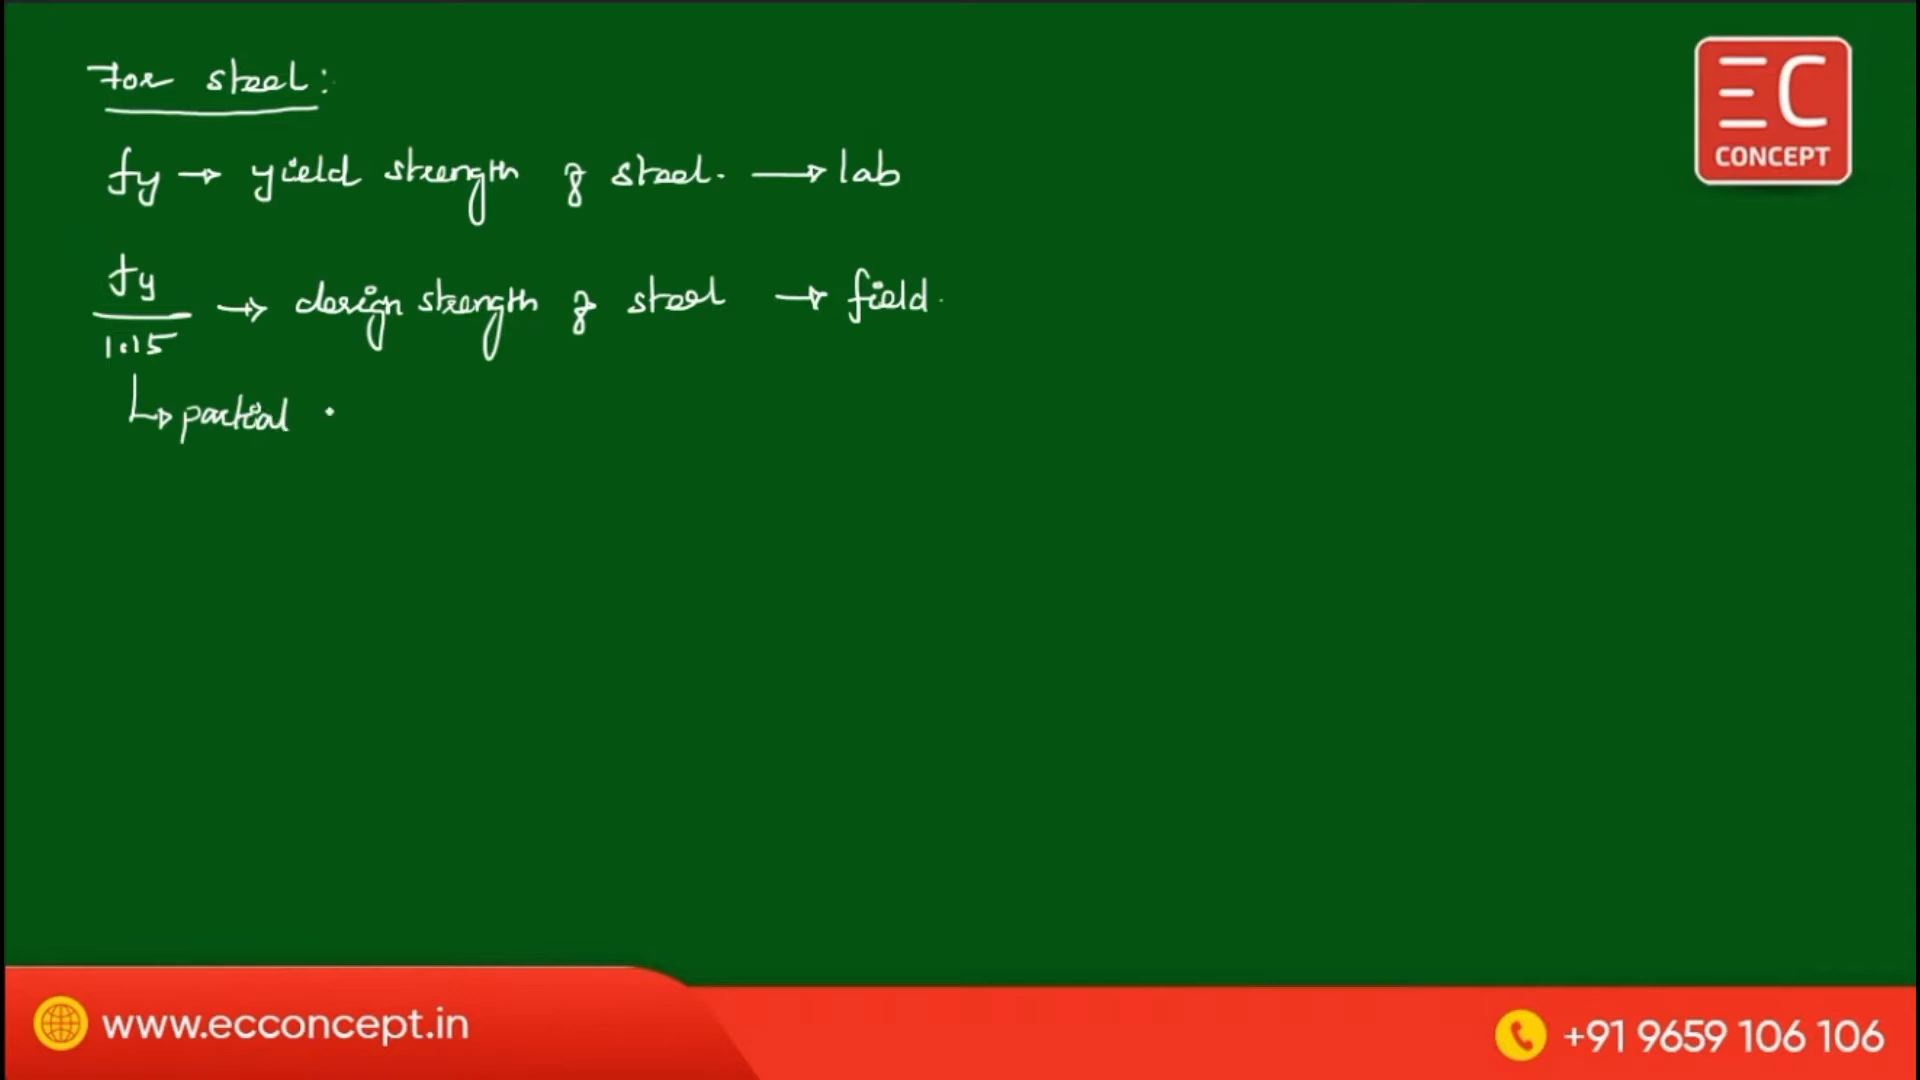 For steel:
fy → yield strength of steel. → lab
fy
1.15
→ design strength of steel → field.
↳ partial
EC
CONCEPT
www.ecconcept.in
+91 9659 106 106